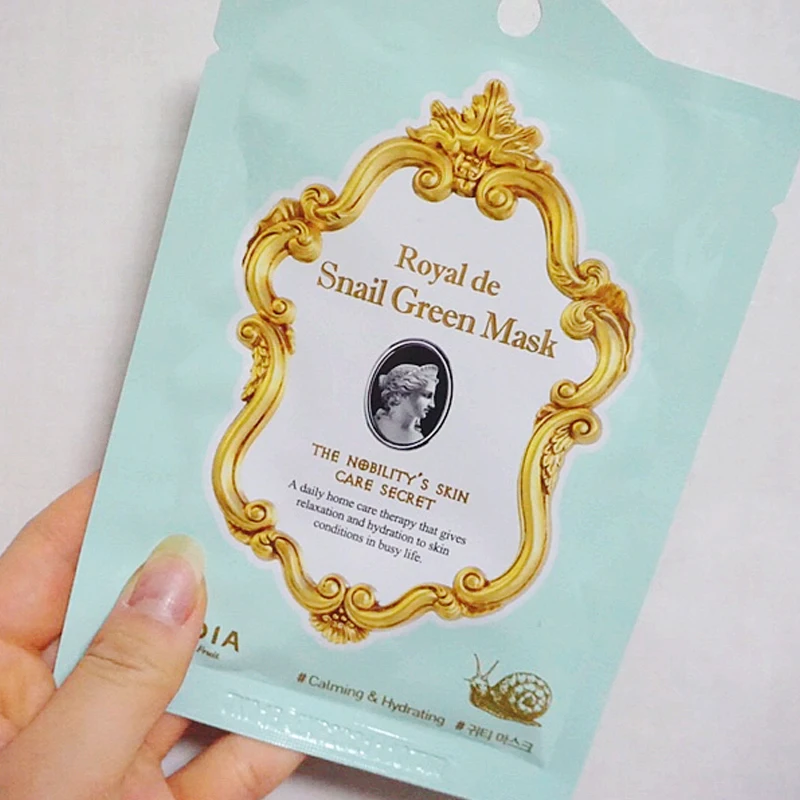 Royal de
Snail Green Mask
THE NOBILITY'S SKIN
CARE SECRET
A daily home care therapy that gives
relaxation and hydration to skin
conditions in busy life.
Fruit
# Calming & Hydrating # 귀티 마스크